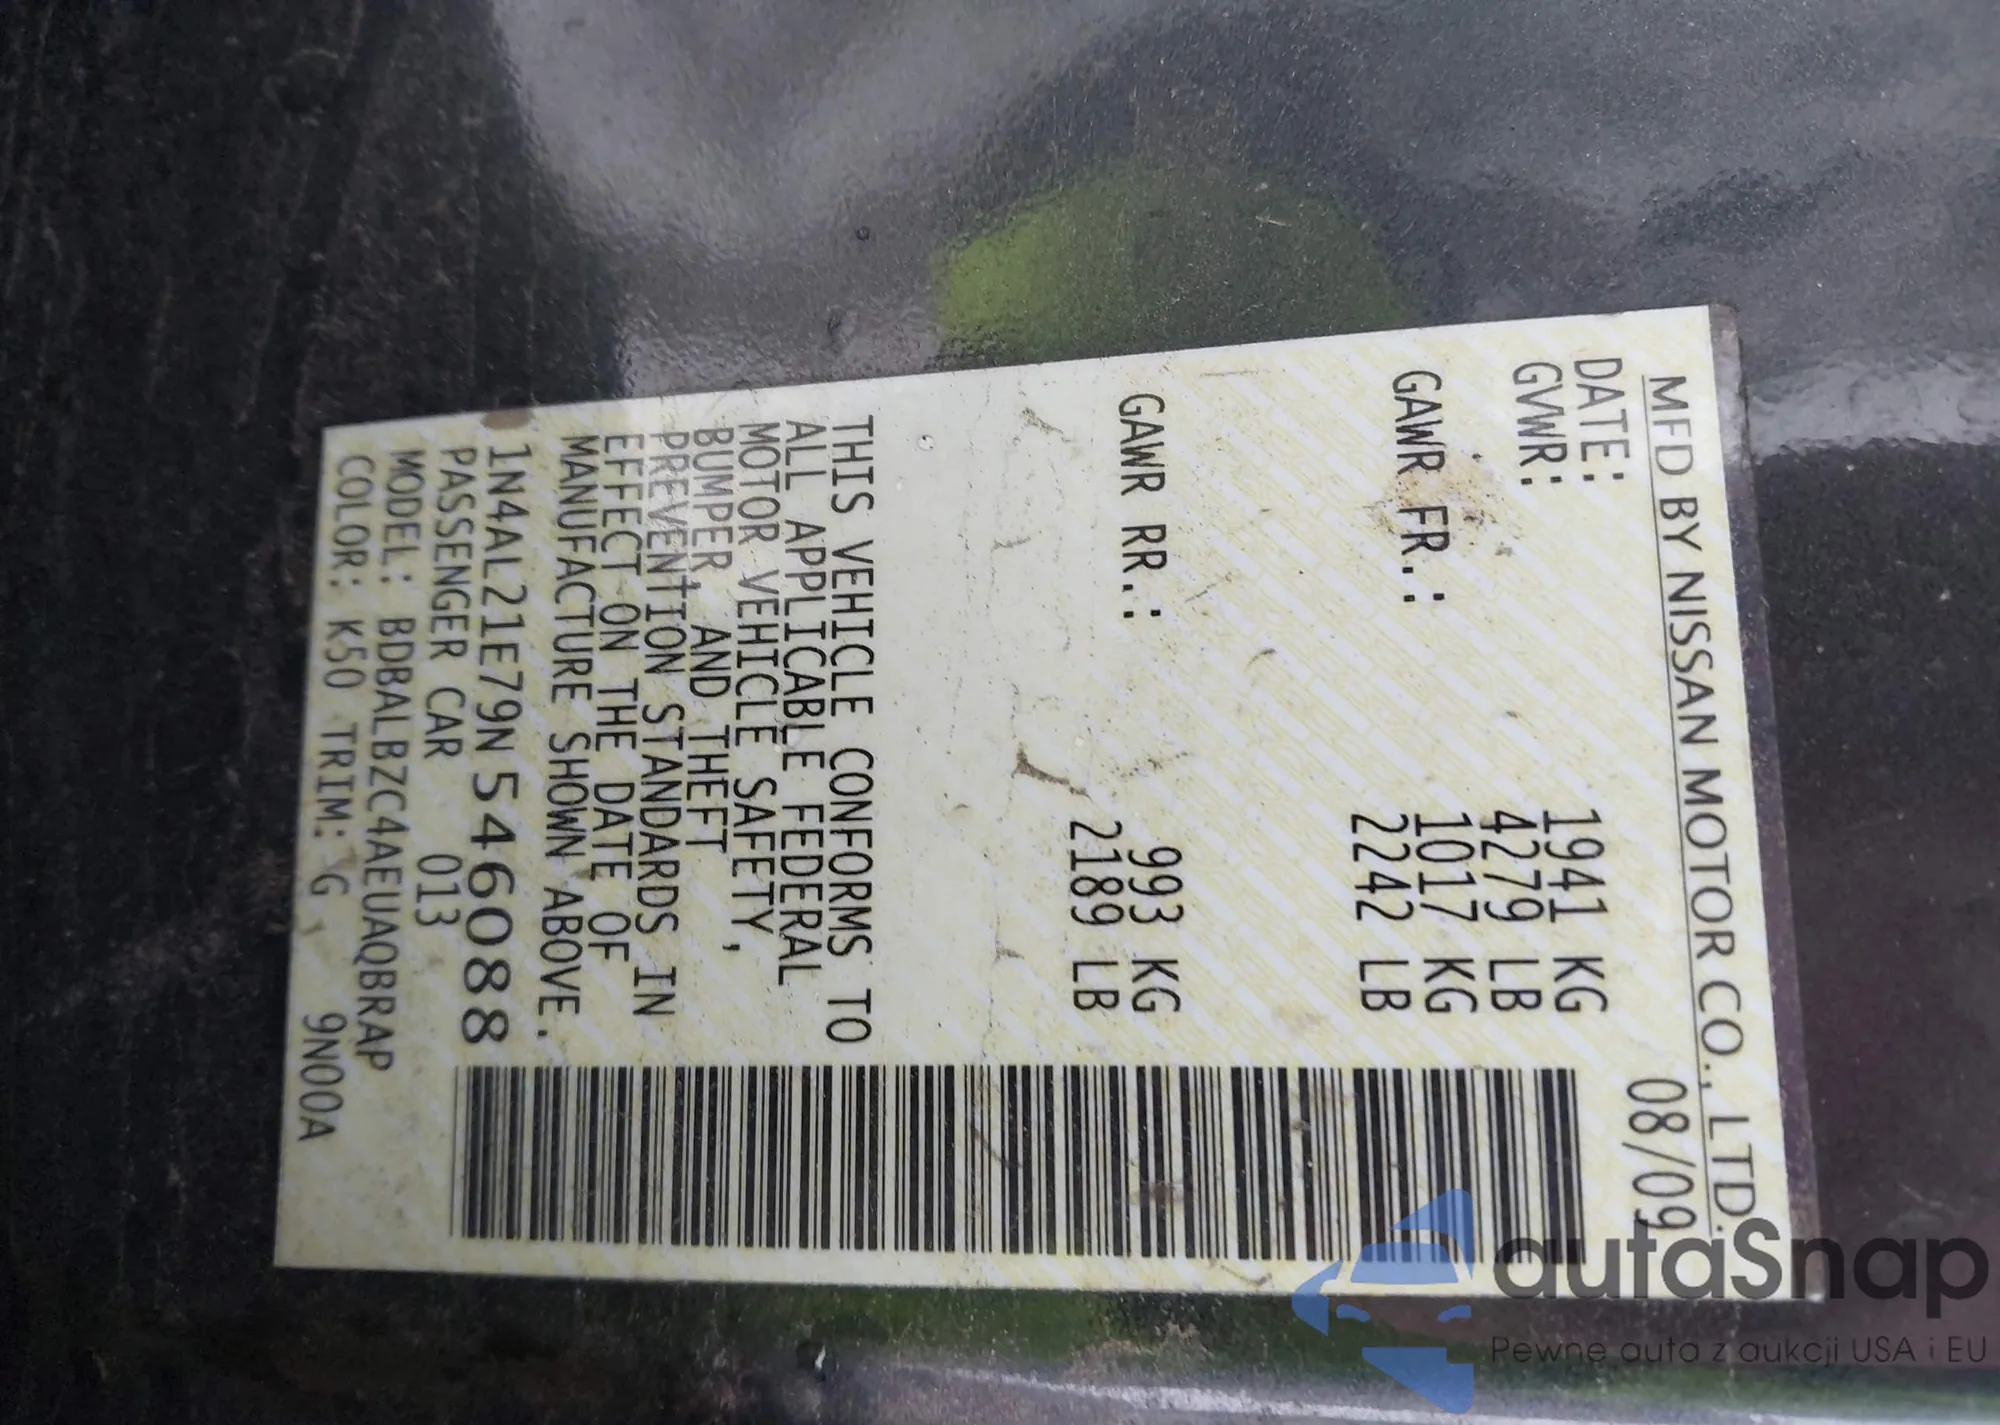 MFD BY NISSAN MOTOR CO., LTD.
DATE: 08/09
GVWR: 1941 KG
4279 LB
GAWR FR.: 1017 KG
2242 LB
GAWR RR.: 993 KG
2189 LB
THIS VEHICLE CONFORMS TO
ALL APPLICABLE FEDERAL
MOTOR VEHICLE SAFETY,
BUMPER, AND THEFT
PREVENTION STANDARDS IN
EFFECT ON THE DATE OF
MANUFACTURE SHOWN ABOVE.
1N4AL21E79N546088
PASSENGER CAR 013
MODEL: BDBALBZC4AEUAQBRAP
COLOR: K50 TRIM: G 9N00A
autaSnap
Pewne auta z aukcji USA i EU